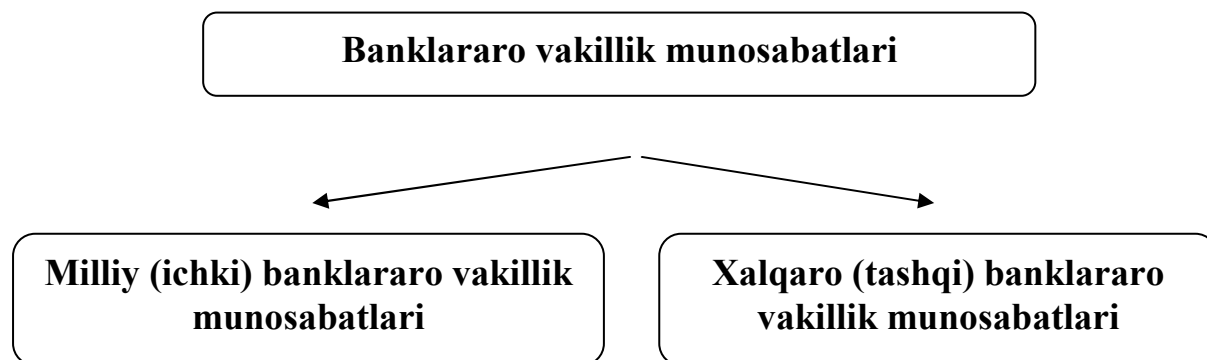 Banklararo vakillik munosabatlari
Milliy (ichki) banklararo vakillik
munosabatlari
Xalqaro (tashqi) banklararo
vakillik munosabatlari